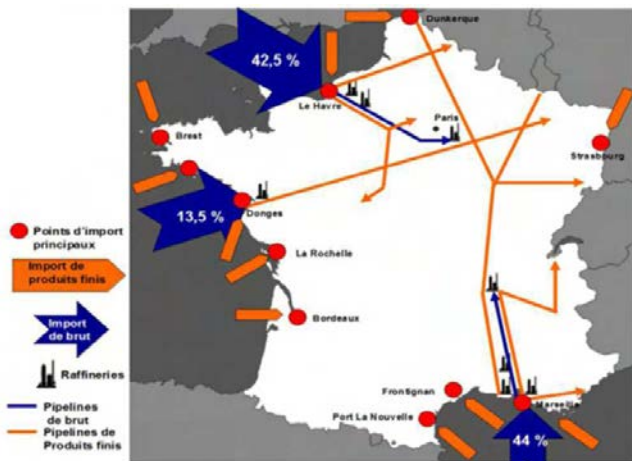 Dunkerque
42,5 %
Le Havre
Paris
Brest
Strasbourg
13,5 %
Donges
La Rochelle
Bordeaux
Frontignan
Port La Nouvelle
Marseille
44 %
Points d'import
principaux
Import de
produits finis
Import
de brut
Raffineries
Pipelines
de brut
Pipelines de
Produits finis